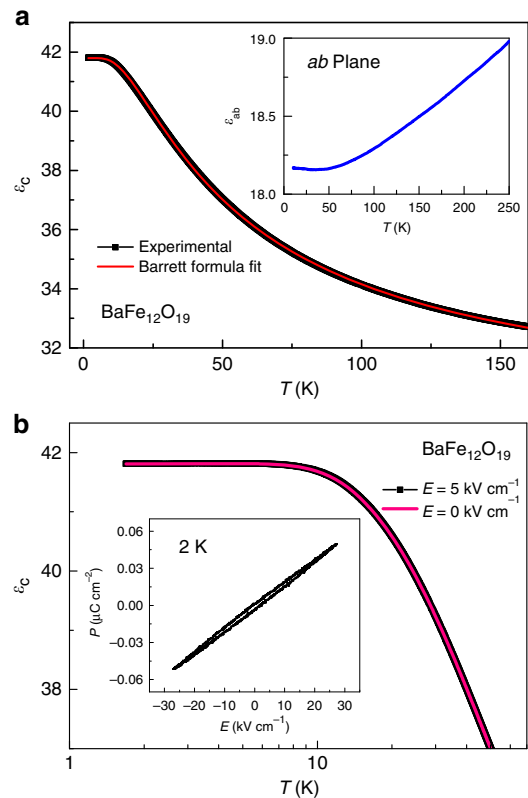 a
42
40
38
36
34
32
ε_c
0
50
100
150
T (K)
Experimental
Barrett formula fit
BaFe₁₂O₁₉
19.0
18.5
18.0
ε_ab
ab Plane
0
50
100
150
200
250
T (K)
b
42
40
38
ε_c
1
10
T (K)
BaFe₁₂O₁₉
E = 5 kV cm⁻¹
E = 0 kV cm⁻¹
0.06
0.03
0.00
−0.03
−0.06
P (μC cm⁻²)
2 K
−30
−20
−10
0
10
20
30
E (kV cm⁻¹)